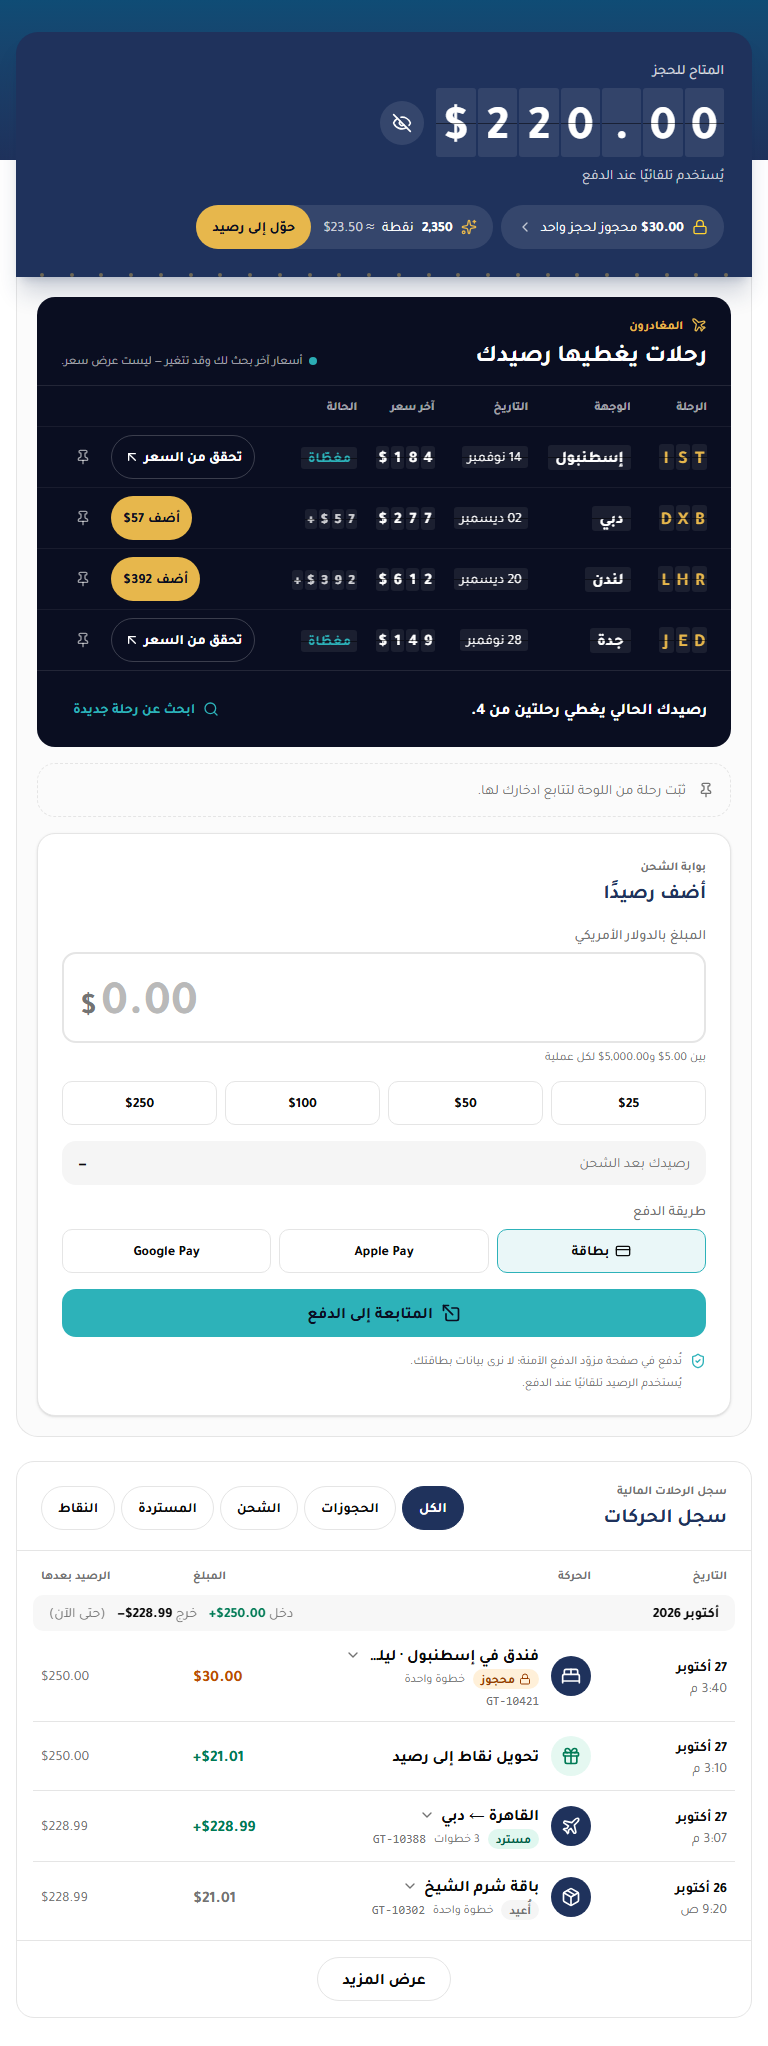 المتاح للحجز
$220.00
يُستخدم تلقائيًا عند الدفع
$30.00 محجوز لحجز واحد
2,350 نقطة ≈ $23.50
حوّل إلى رصيد
المغادرون
رحلات يغطيها رصيدك
أسعار آخر بحث لك وقد تتغير — ليست عرض سعر.
الرحلة الوجهة التاريخ آخر سعر الحالة
IST إسطنبول 14 نوفمبر $184 مغطّاة تحقق من السعر
DXB دبي 02 ديسمبر $277 +$57 أضف $57
LHR لندن 20 ديسمبر $612 +$392 أضف $392
JED جدة 28 نوفمبر $149 مغطّاة تحقق من السعر
رصيدك الحالي يغطي رحلتين من 4.
ابحث عن رحلة جديدة
ثبّت رحلة من اللوحة لتتابع ادخارك لها.
بوابة الشحن
أضف رصيدًا
المبلغ بالدولار الأمريكي
$ 0.00
بين $5.00 و$5,000.00 لكل عملية
$25 $50 $100 $250
رصيدك بعد الشحن –
طريقة الدفع
بطاقة Apple Pay Google Pay
المتابعة إلى الدفع
تُدفع في صفحة مزوّد الدفع الآمنة؛ لا نرى بيانات بطاقتك.
يُستخدم الرصيد تلقائيًا عند الدفع.
سجل الرحلات المالية
سجل الحركات
الكل الحجوزات الشحن المستردة النقاط
التاريخ الحركة المبلغ الرصيد بعدها
أكتوبر 2026 دخل +$250.00 خرج −$228.99 (حتى الآن)
27 أكتوبر فندق في إسطنبول · ليلـ… $30.00 $250.00
3:40 م محجوز خطوة واحدة
GT-10421
27 أكتوبر تحويل نقاط إلى رصيد +$21.01 $250.00
3:10 م
27 أكتوبر القاهرة ← دبي +$228.99 $228.99
3:07 م مسترد 3 خطوات GT-10388
26 أكتوبر باقة شرم الشيخ $21.01 $228.99
9:20 ص أُعيد خطوة واحدة GT-10302
عرض المزيد